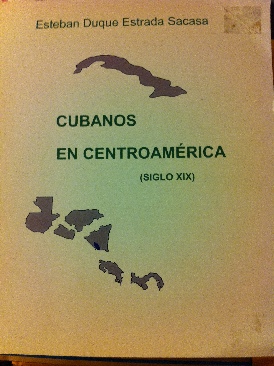 Esteban Duque Estrada Sacasa
CUBANOS
EN CENTROAMÉRICA
(SIGLO XIX)